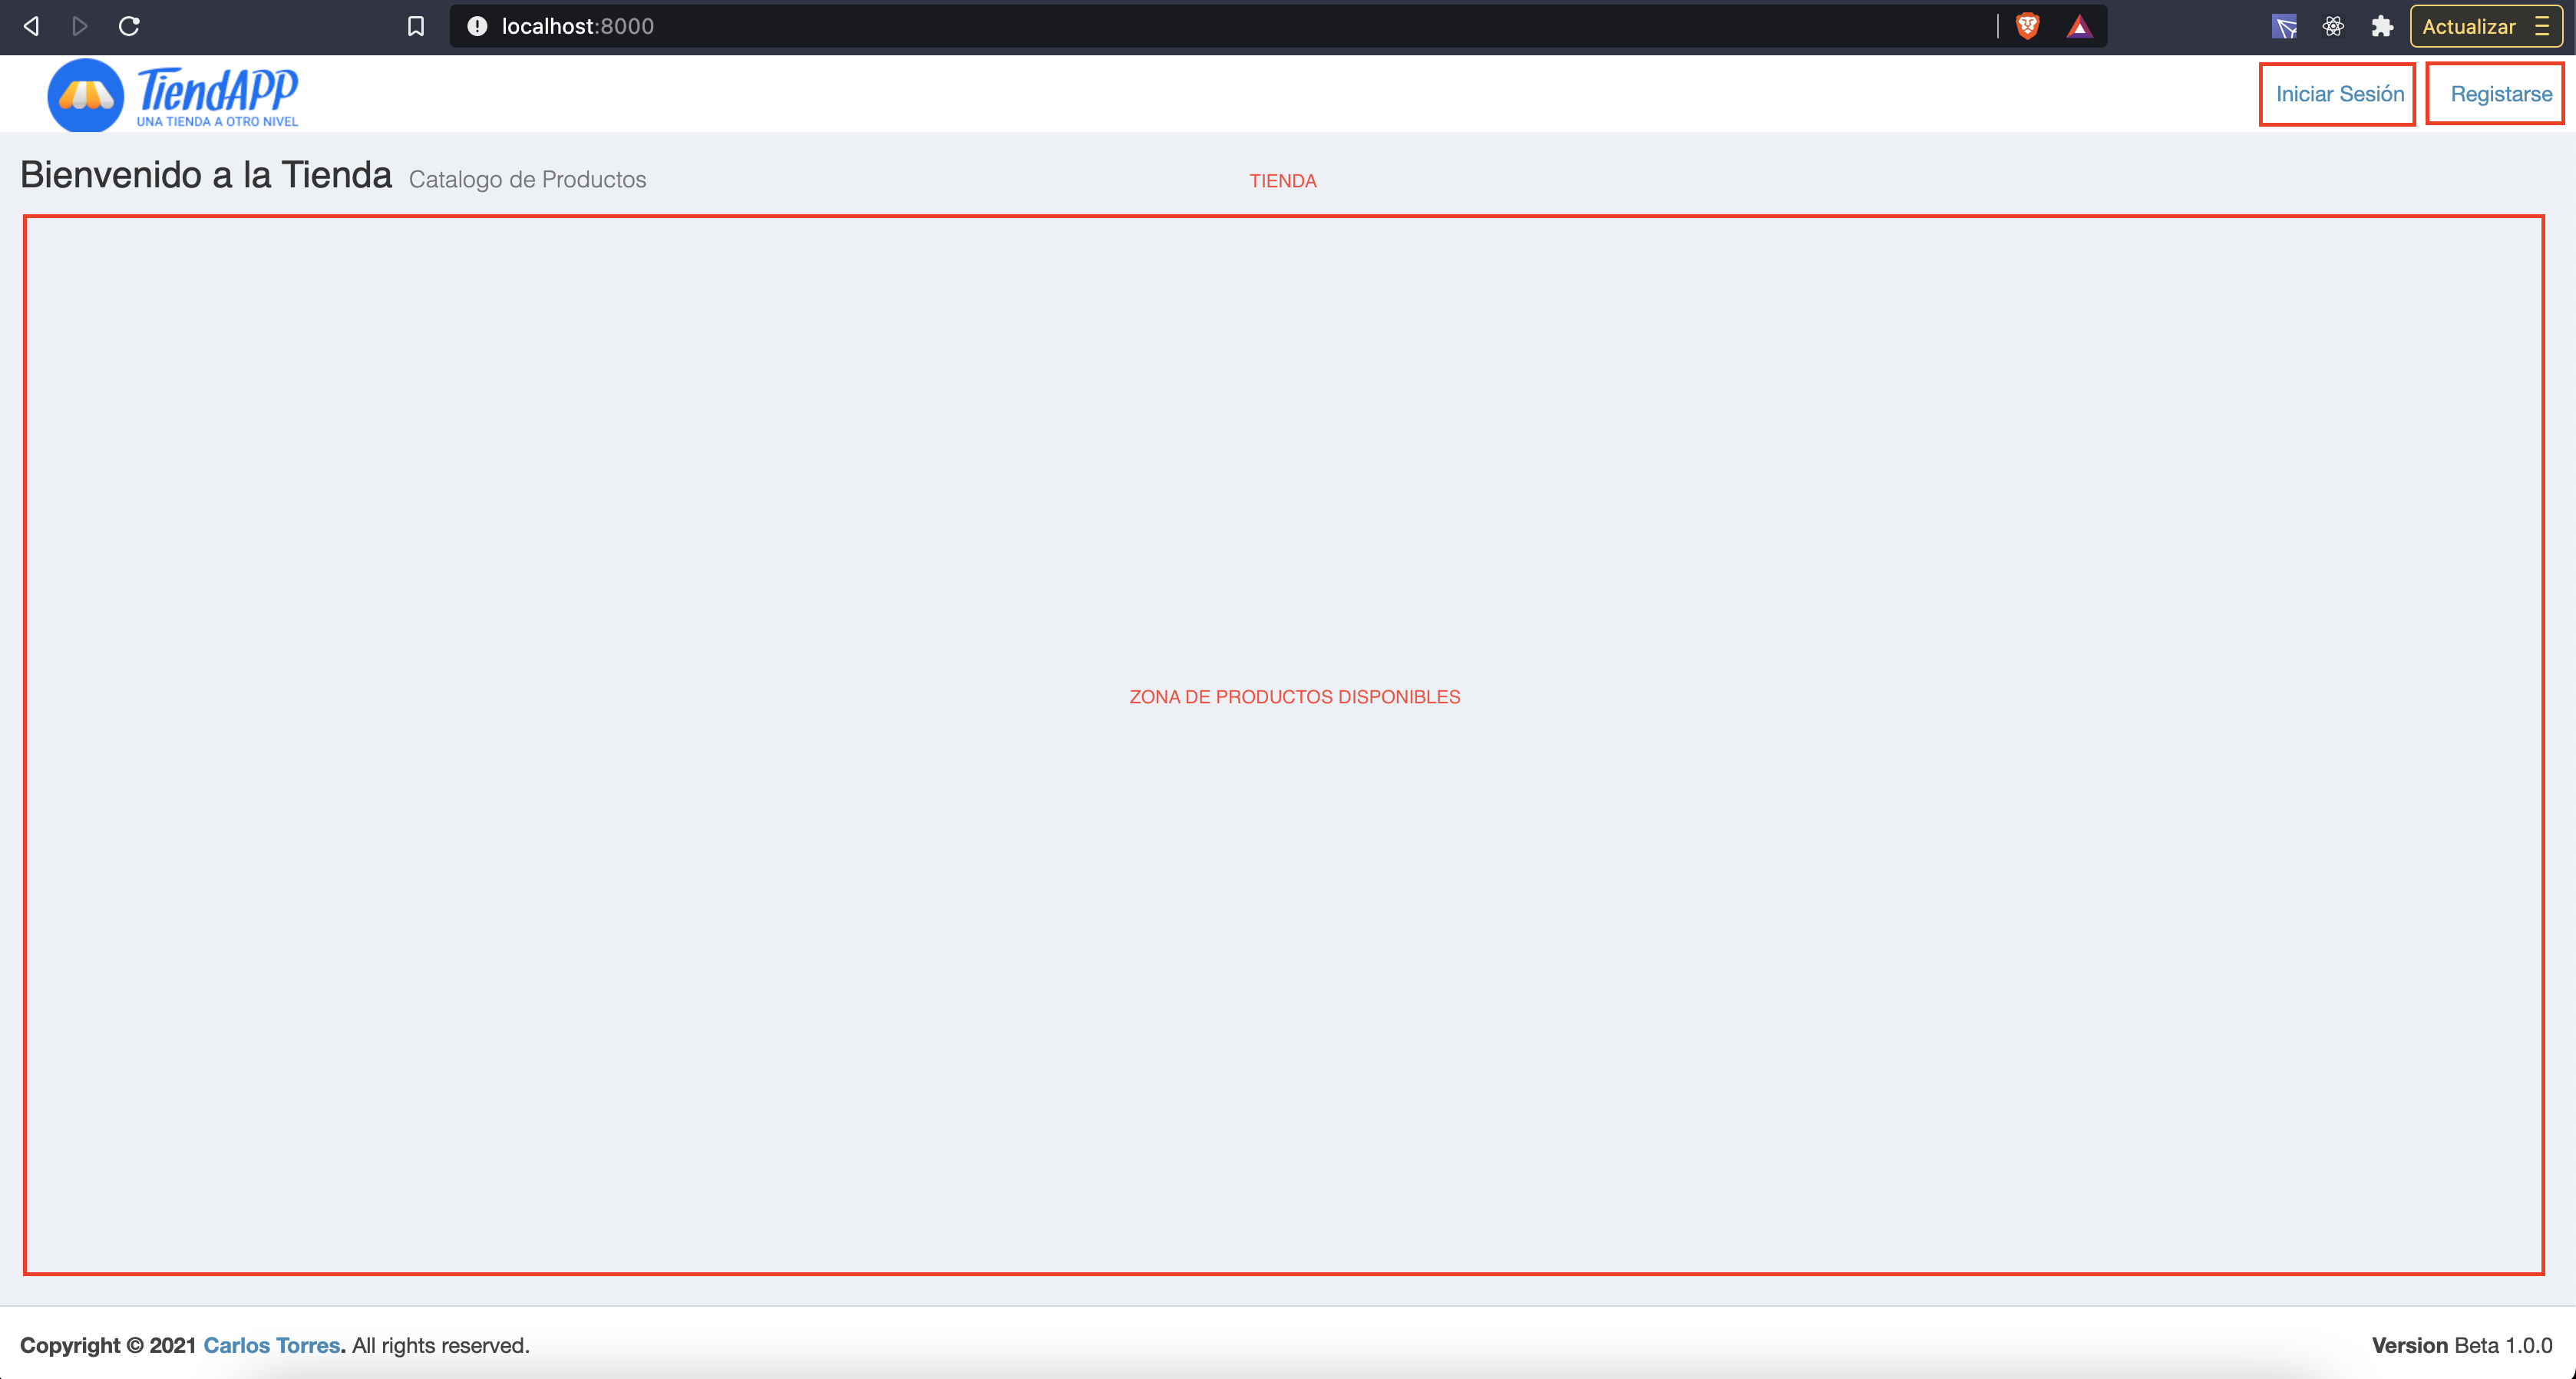 localhost:8000
Actualizar
TiendAPP
UNA TIENDA A OTRO NIVEL
Iniciar Sesión
Registarse
Bienvenido a la Tienda Catalogo de Productos
TIENDA
ZONA DE PRODUCTOS DISPONIBLES
Copyright © 2021 Carlos Torres. All rights reserved.
Version Beta 1.0.0